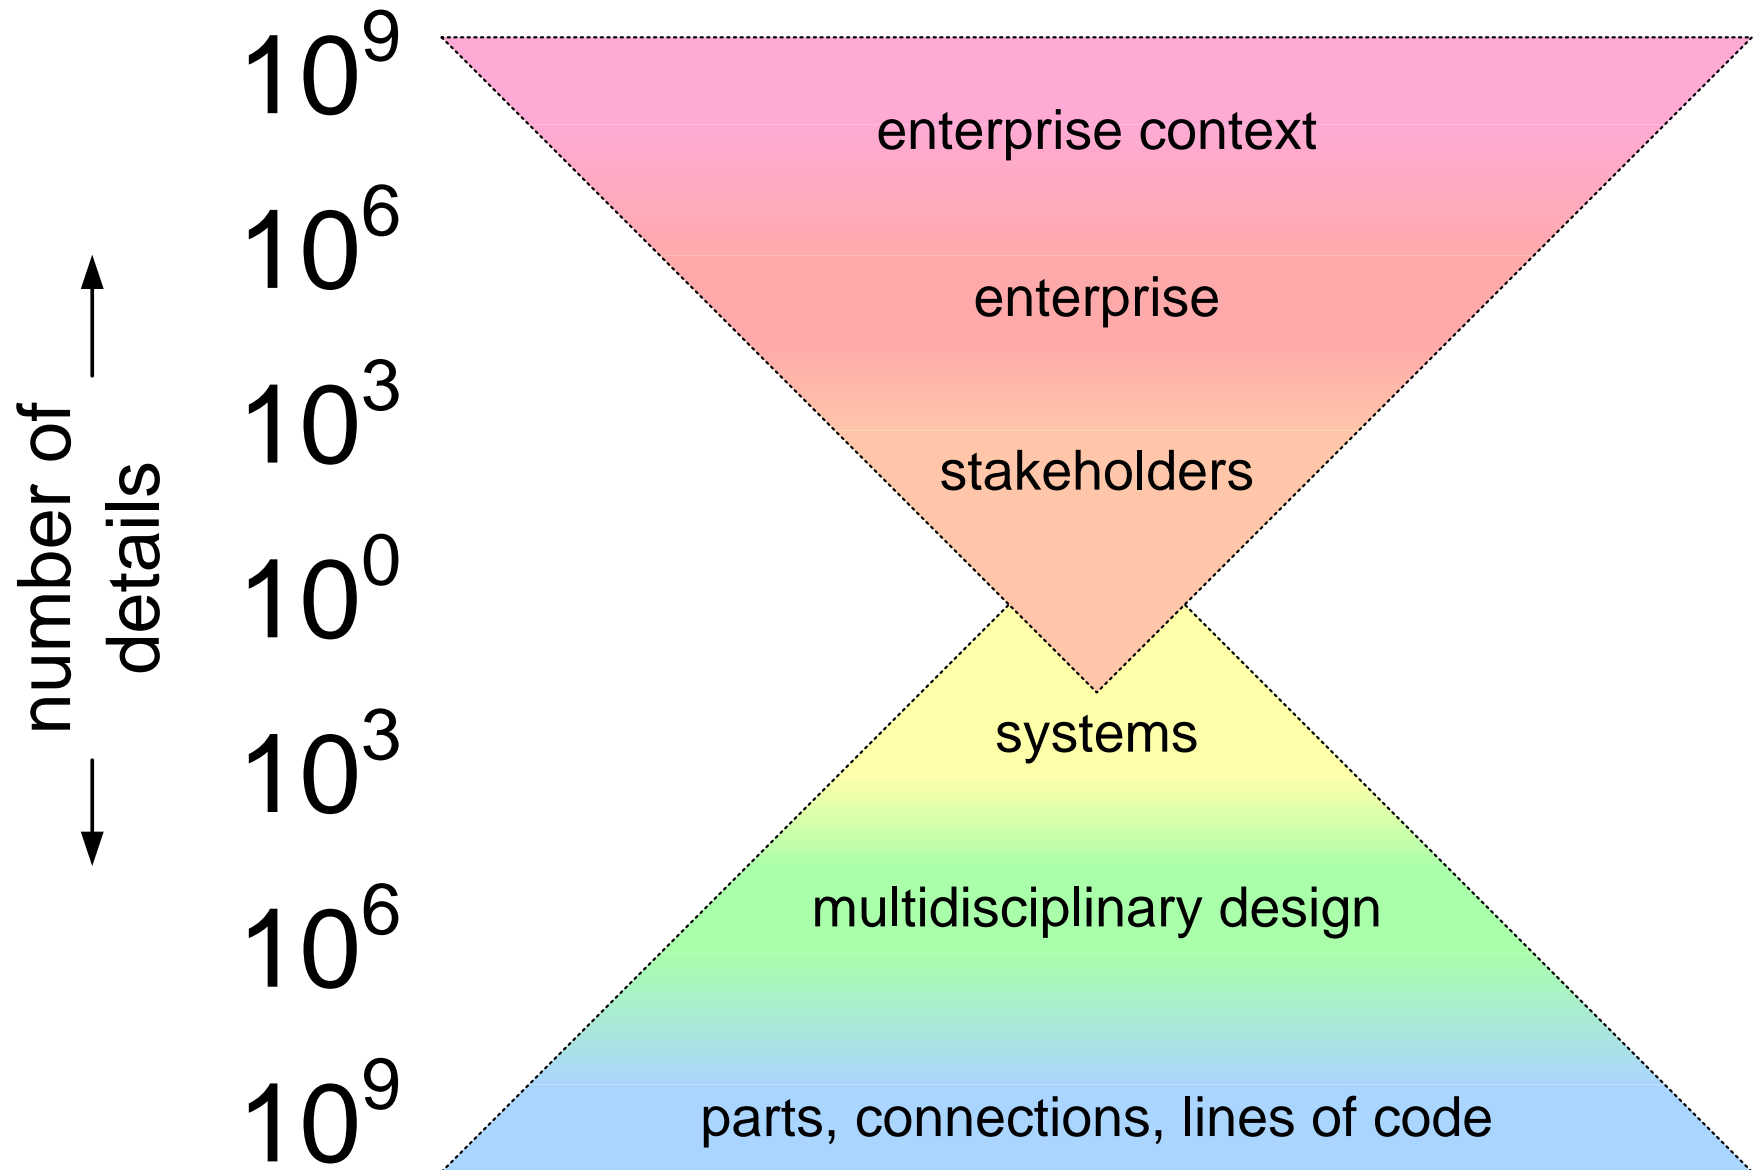 10^9
enterprise context
10^6
enterprise
10^3
stakeholders
10^0
systems
10^3
multidisciplinary design
10^6
parts, connections, lines of code
10^9
number of
details